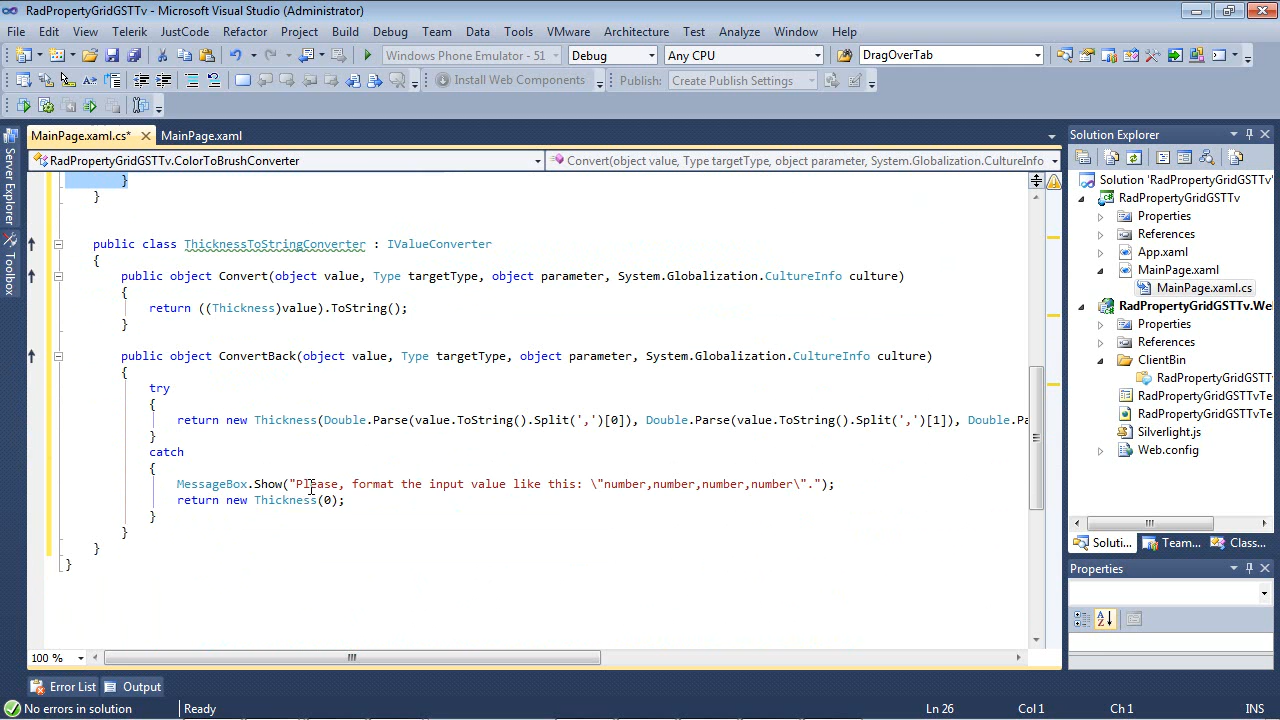 RadPropertyGridGSTTv - Microsoft Visual Studio (Administrator)
File Edit View Telerik JustCode Refactor Project Build Debug Team Data Tools VMware Architecture Test Analyze Window Help
Windows Phone Emulator - 51 Debug Any CPU DragOverTab
Install Web Components Publish: Create Publish Settings
MainPage.xaml.cs* MainPage.xaml
RadPropertyGridGSTTv.ColorToBrushConverter Convert(object value, Type targetType, object parameter, System.Globalization.CultureInfo
}
}
public class ThicknessToStringConverter : IValueConverter
{
public object Convert(object value, Type targetType, object parameter, System.Globalization.CultureInfo culture)
{
return ((Thickness)value).ToString();
}
public object ConvertBack(object value, Type targetType, object parameter, System.Globalization.CultureInfo culture)
{
try
{
return new Thickness(Double.Parse(value.ToString().Split(',')[0]), Double.Parse(value.ToString().Split(',')[1]), Double.Pa
}
catch
{
MessageBox.Show("Please, format the input value like this: \"number,number,number,number\".");
return new Thickness(0);
}
}
}
}
100 %
Error List Output
No errors in solution Ready Ln 26 Col 1 Ch 1 INS
Server Explorer
Toolbox
Solution Explorer
Solution 'RadPropertyGridGSTTv'
RadPropertyGridGSTTv
Properties
References
App.xaml
MainPage.xaml
MainPage.xaml.cs
RadPropertyGridGSTTv.We
Properties
References
ClientBin
RadPropertyGridGSTT
RadPropertyGridGSTTvTe
RadPropertyGridGSTTvTe
Silverlight.js
Web.config
Soluti... Team... Class...
Properties